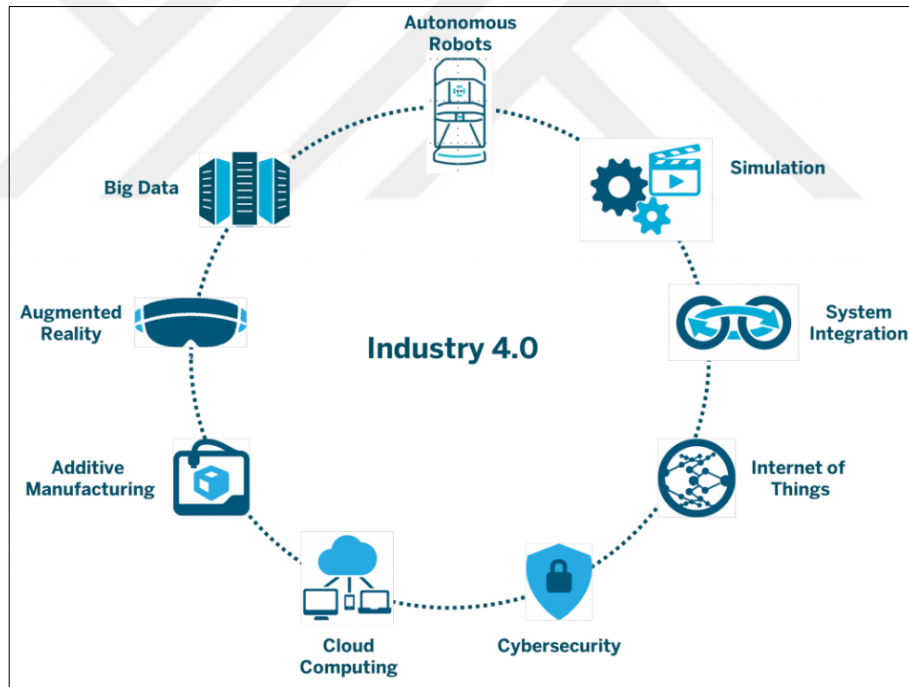 Autonomous
Robots
Simulation
Big Data
System
Integration
Augmented
Reality
Industry 4.0
Internet of
Things
Additive
Manufacturing
Cybersecurity
Cloud
Computing